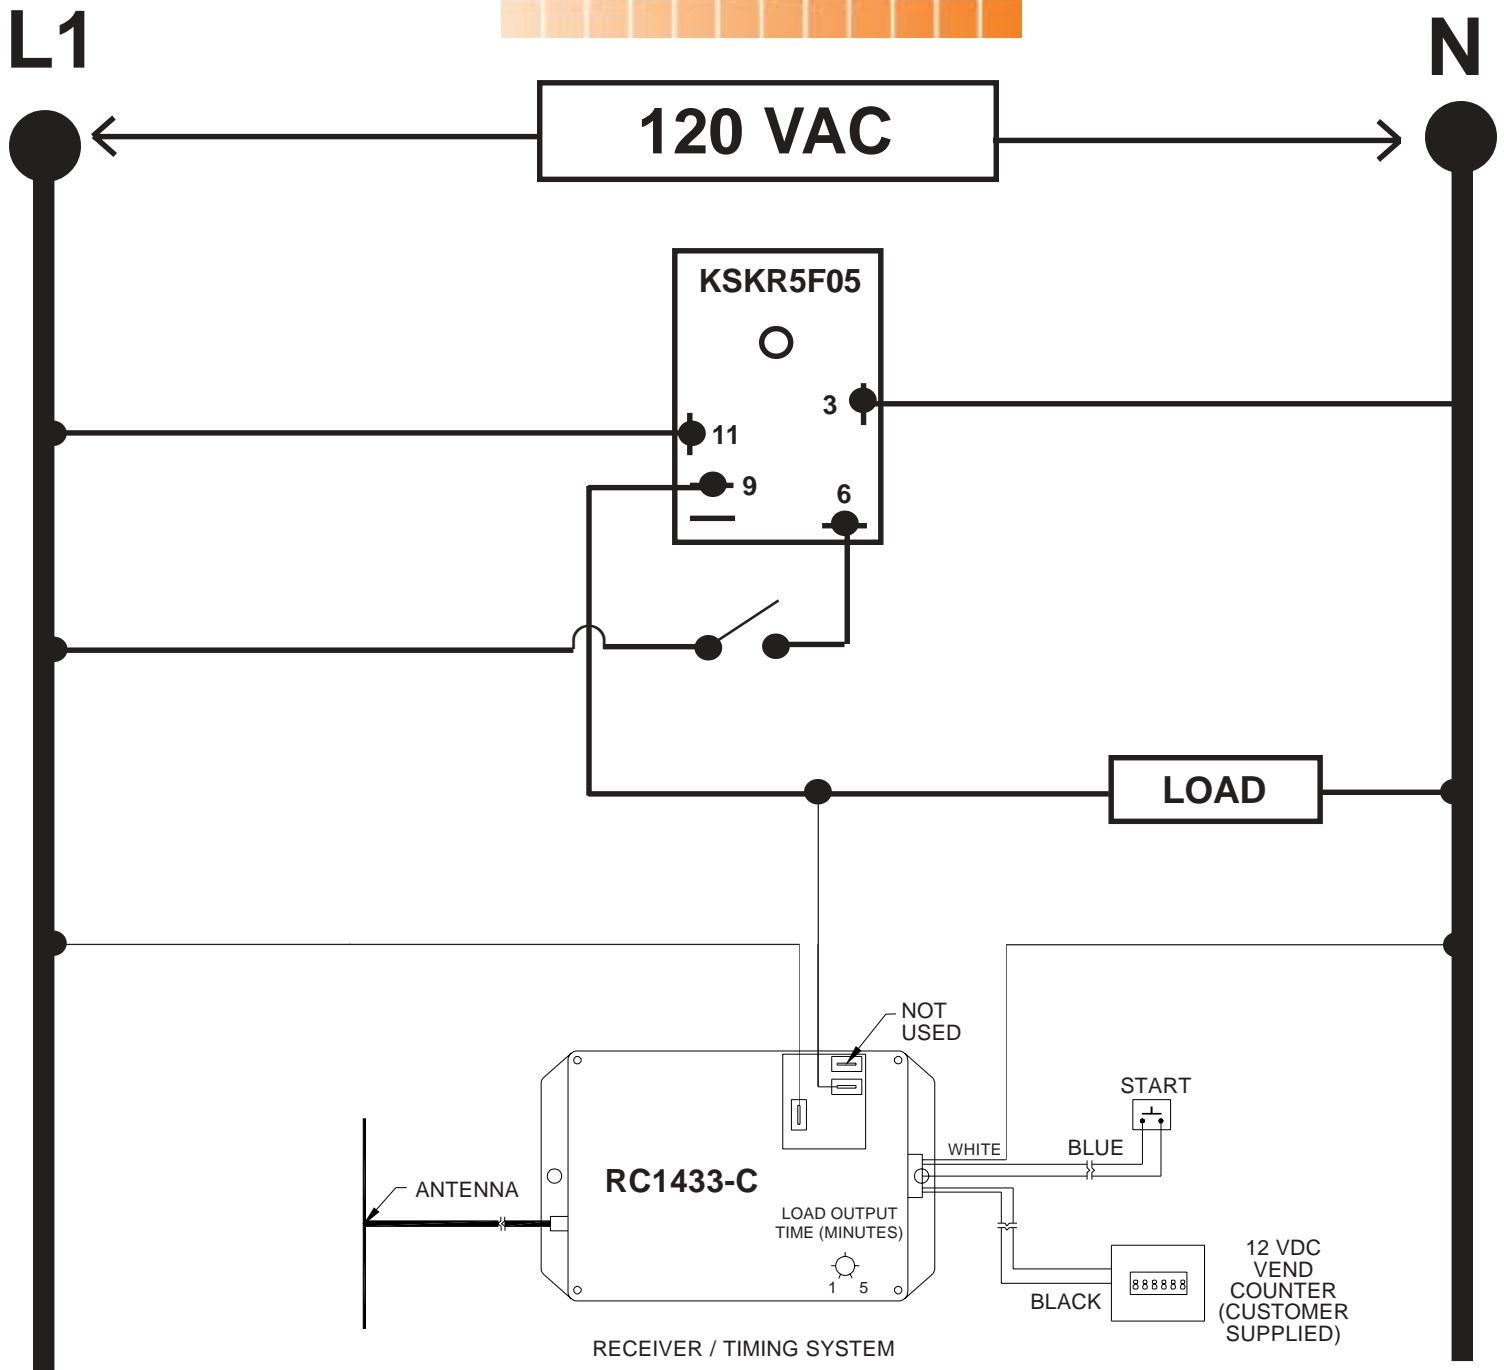 L1
N
120 VAC
KSKR5F05
3
11
9
6
LOAD
NOT
USED
START
WHITE
BLUE
ANTENNA
RC1433-C
LOAD OUTPUT
TIME (MINUTES)
1 5
888888
BLACK
12 VDC
VEND
COUNTER
(CUSTOMER
SUPPLIED)
RECEIVER / TIMING SYSTEM